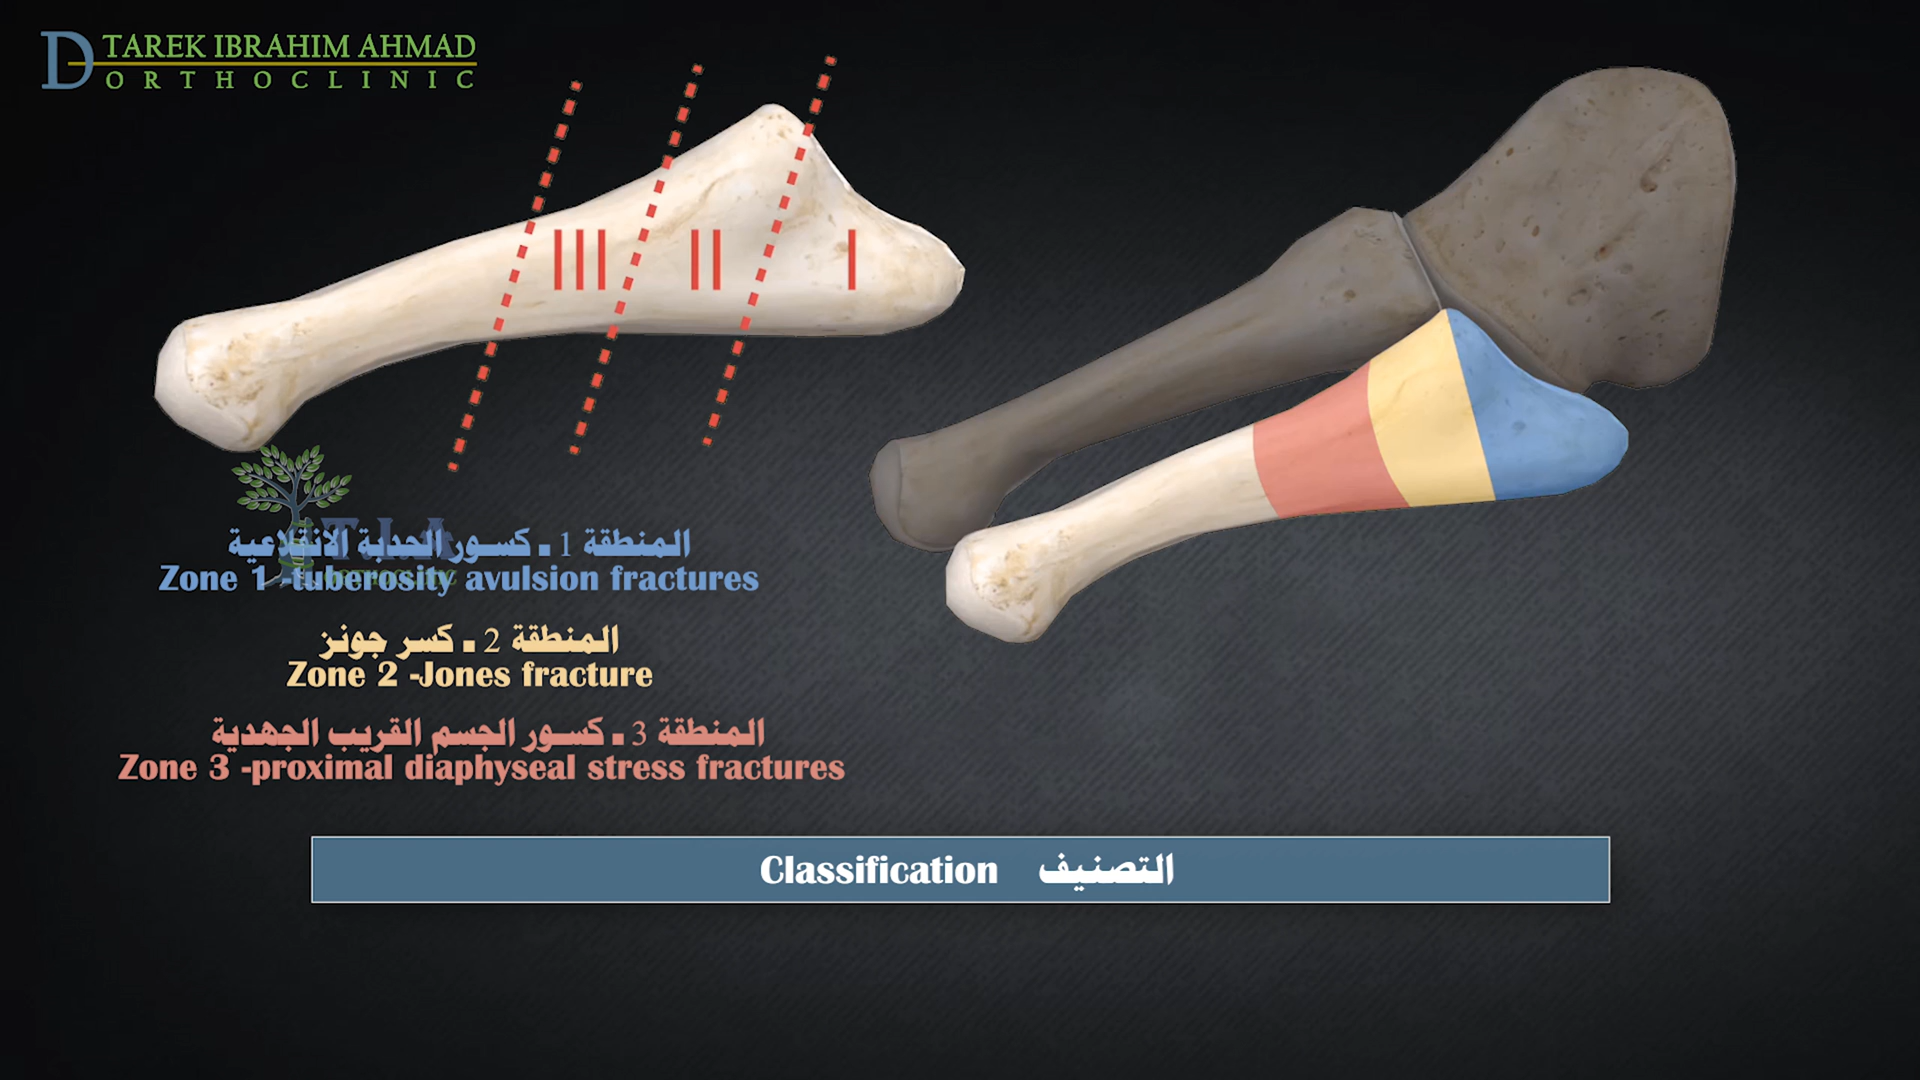 D TAREK IBRAHIM AHMAD
ORTHOCLINIC
III II I
المنطقة 1 - كسور الحدبة الانقلاعية
Zone 1 -tuberosity avulsion fractures
المنطقة 2 - كسر جونز
Zone 2 -Jones fracture
المنطقة 3 - كسور الجسم القريب الجهدية
Zone 3 -proximal diaphyseal stress fractures
Classification التصنيف